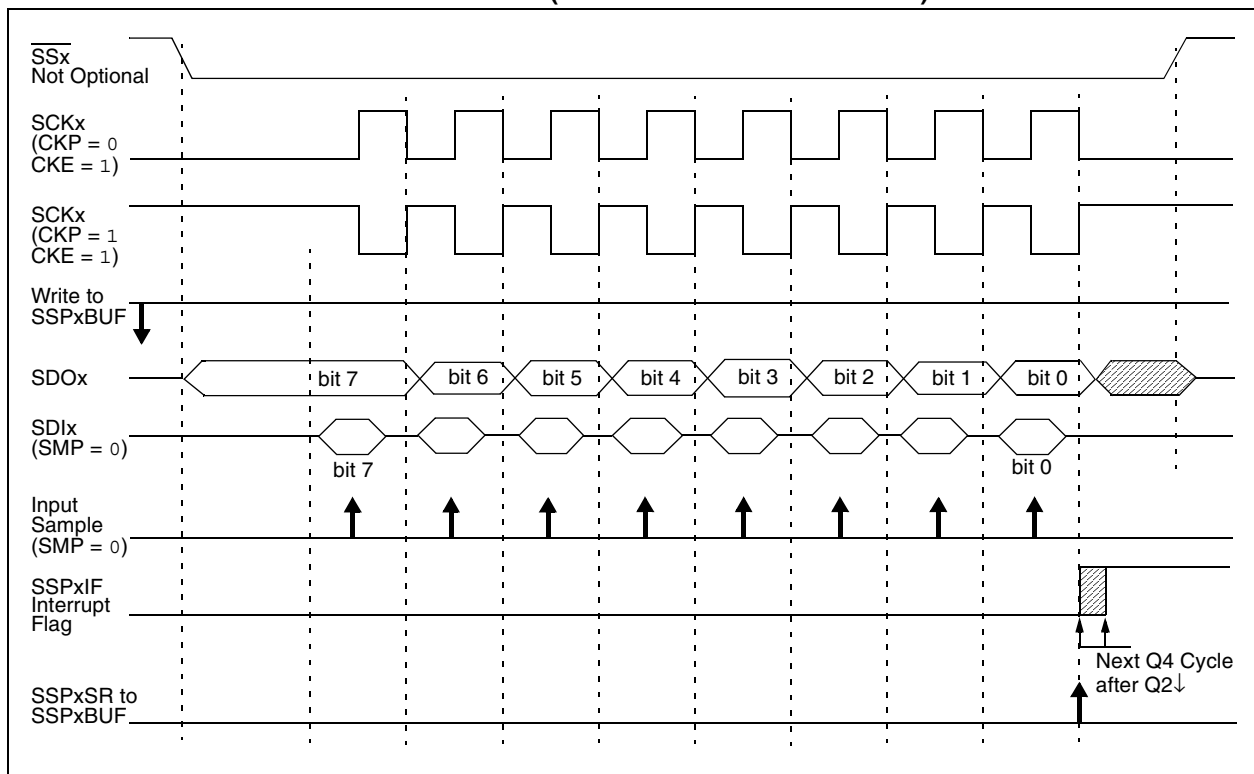 SSx
Not Optional
SCKx
(CKP = 0
CKE = 1)
SCKx
(CKP = 1
CKE = 1)
Write to
SSPxBUF
SDOx
bit 7
bit 6
bit 5
bit 4
bit 3
bit 2
bit 1
bit 0
SDIx
(SMP = 0)
bit 7
bit 0
Input
Sample
(SMP = 0)
SSPxIF
Interrupt
Flag
Next Q4 Cycle
after Q2↓
SSPxSR to
SSPxBUF